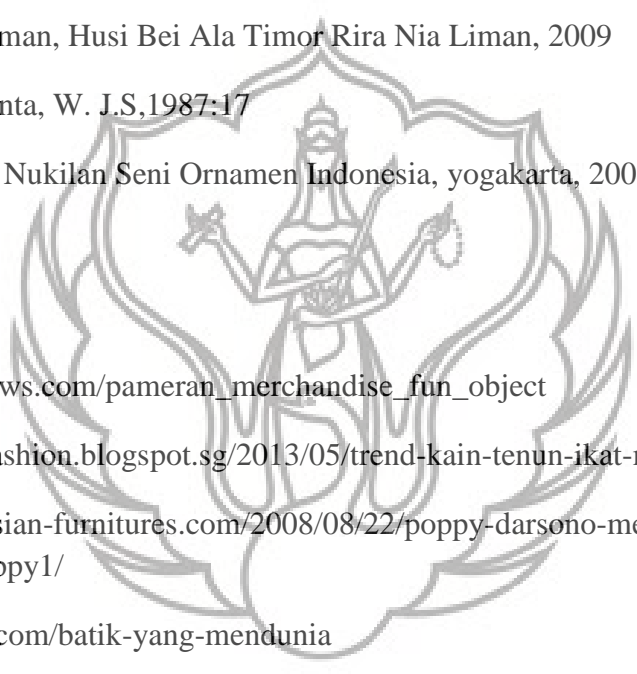 man, Husi Bei Ala Timor Rira Nia Liman, 2009
nta, W. J.S,1987:17
Nukilan Seni Ornamen Indonesia, yogakarta, 200
ws.com/pameran_merchandise_fun_object
ashion.blogspot.sg/2013/05/trend-kain-tenun-ikat-
sian-furnitures.com/2008/08/22/poppy-darsono-me
ppy1/
.com/batik-yang-mendunia